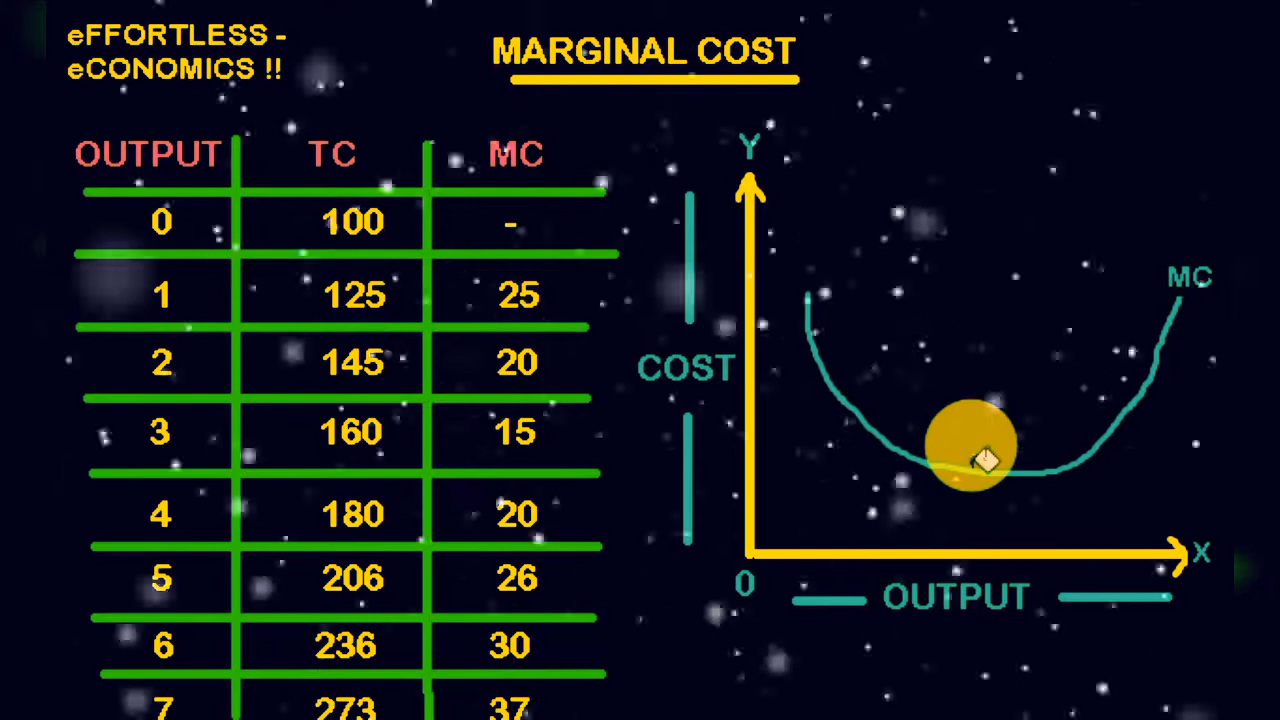 eFFORTLESS -
eCONOMICS !!
MARGINAL COST
OUTPUT TC MC
0 100 -
1 125 25
2 145 20
3 160 15
4 180 20
5 206 26
6 236 30
7 273 37
Y
MC
COST
X
0
OUTPUT